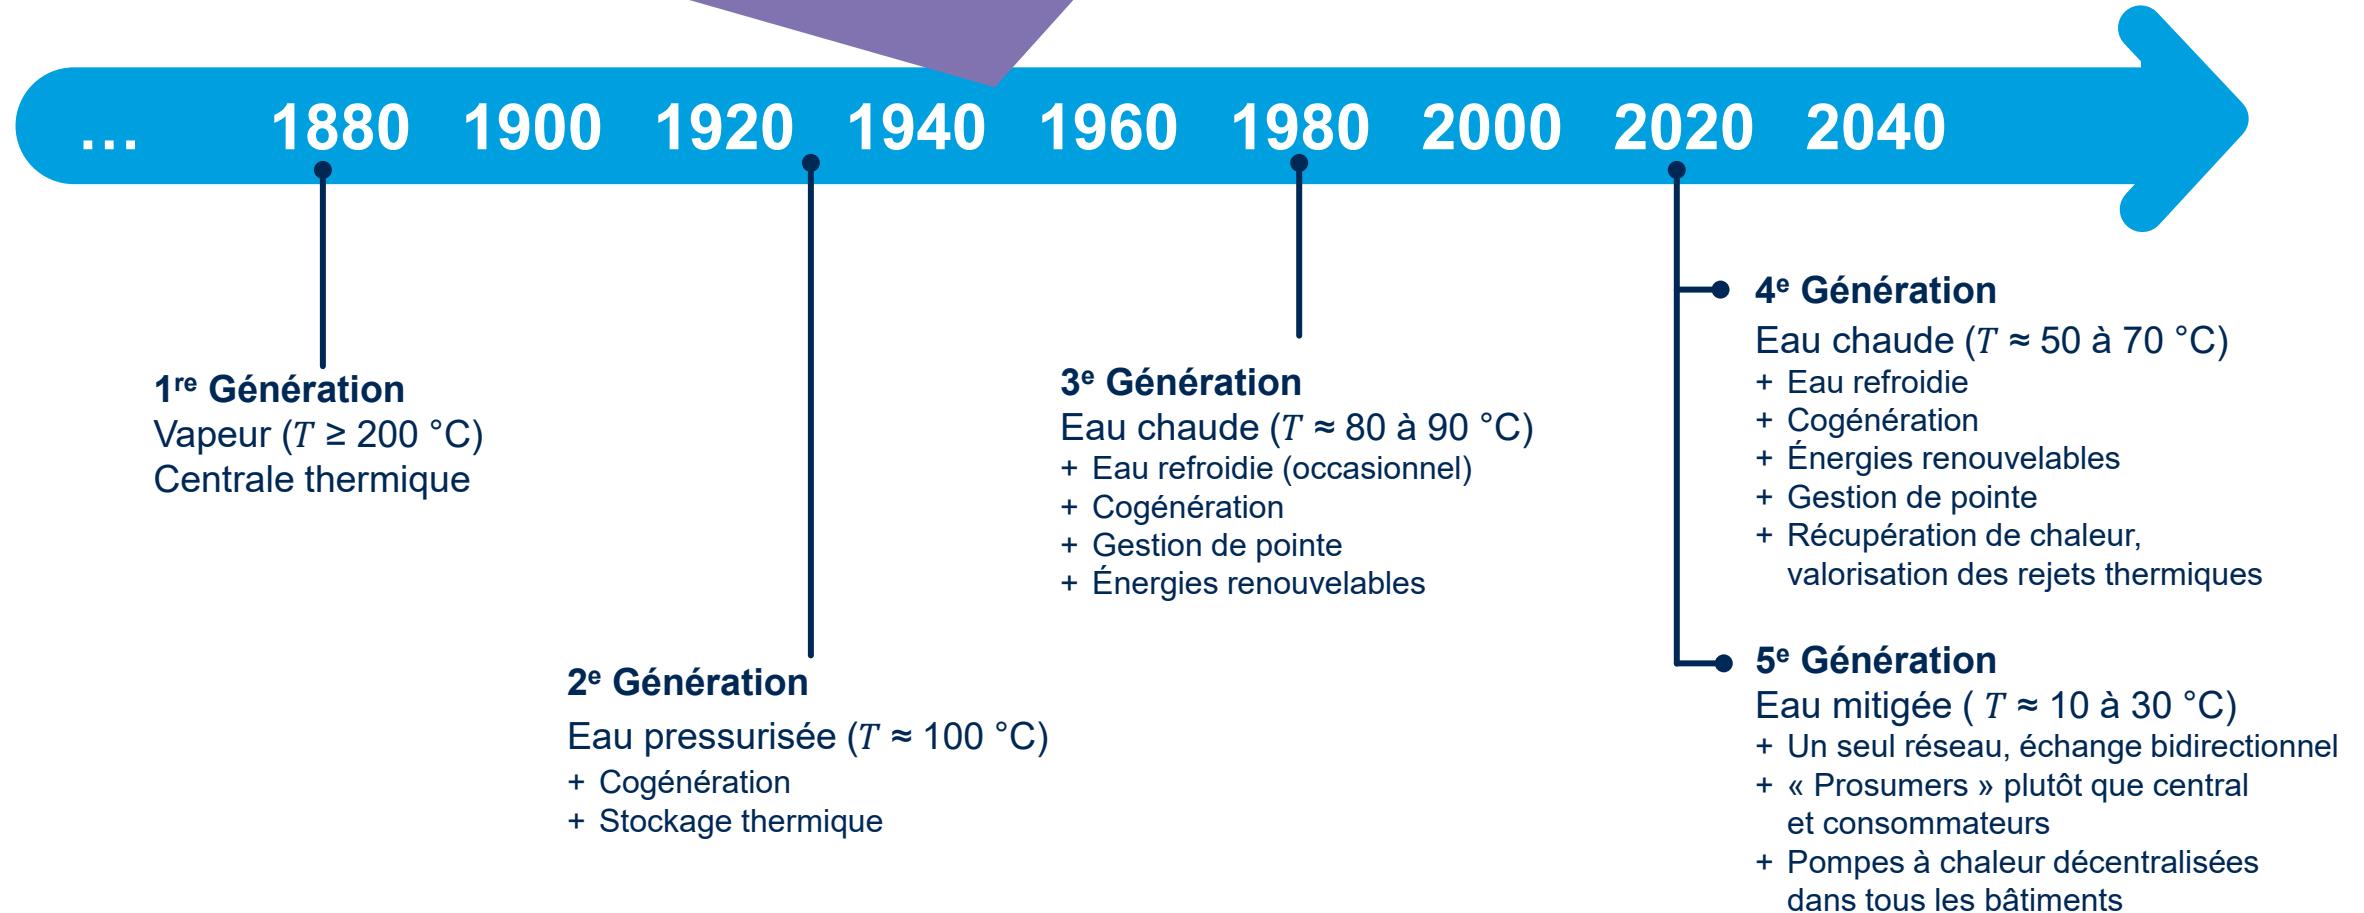 ... 1880 1900 1920 1940 1960 1980 2000 2020 2040
1re Génération
Vapeur (T ≥ 200 °C)
Centrale thermique
2e Génération
Eau pressurisée (T ≈ 100 °C)
+ Cogénération
+ Stockage thermique
3e Génération
Eau chaude (T ≈ 80 à 90 °C)
+ Eau refroidie (occasionnel)
+ Cogénération
+ Gestion de pointe
+ Énergies renouvelables
4e Génération
Eau chaude (T ≈ 50 à 70 °C)
+ Eau refroidie
+ Cogénération
+ Énergies renouvelables
+ Gestion de pointe
+ Récupération de chaleur,
valorisation des rejets thermiques
5e Génération
Eau mitigée ( T ≈ 10 à 30 °C)
+ Un seul réseau, échange bidirectionnel
+ « Prosumers » plutôt que central
et consommateurs
+ Pompes à chaleur décentralisées
dans tous les bâtiments